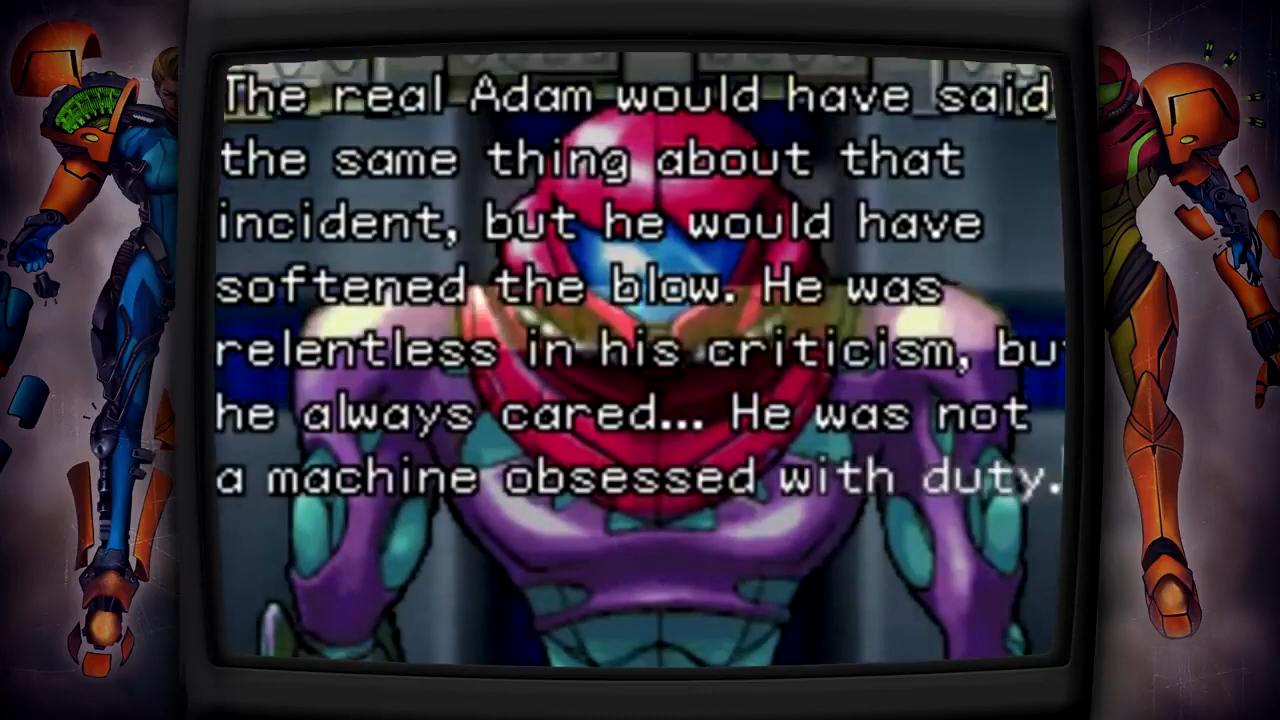 The real Adam would have said
the same thing about that
incident, but he would have
softened the blow. He was
relentless in his criticism, but
he always cared... He was not
a machine obsessed with duty.